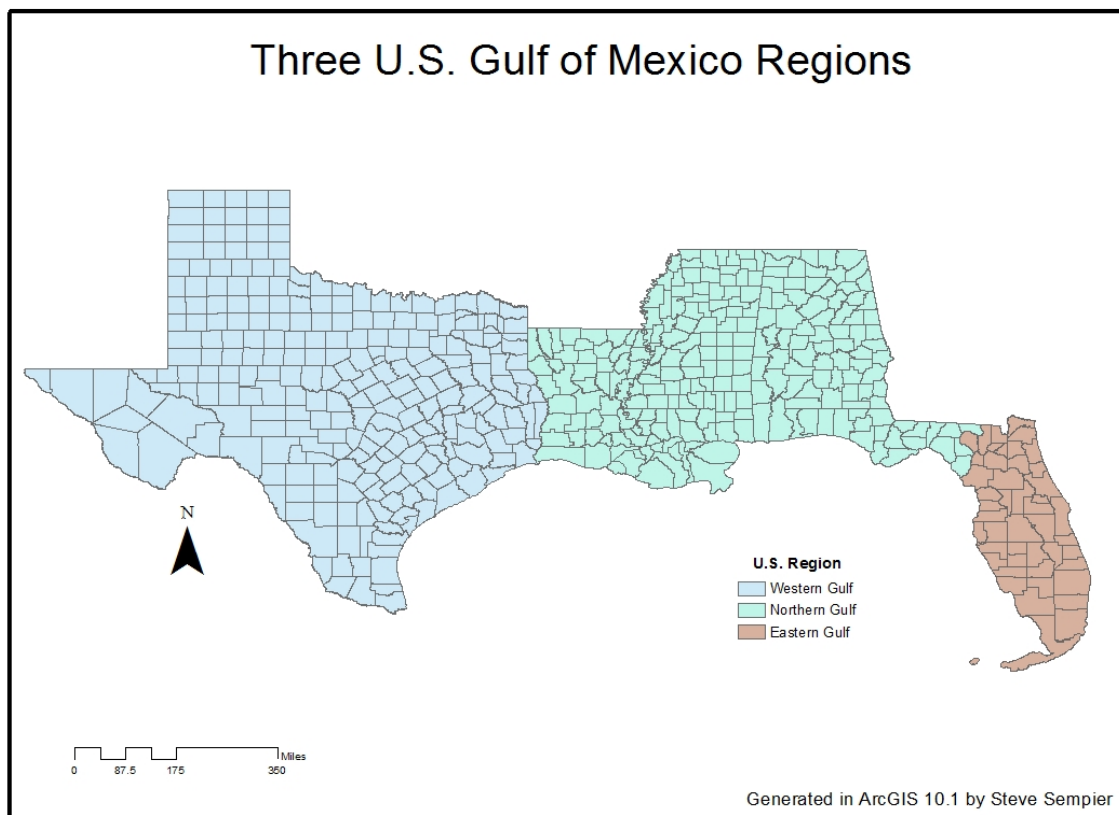 Three U.S. Gulf of Mexico Regions
N
U.S. Region
Western Gulf
Northern Gulf
Eastern Gulf
Miles
0 87.5 175 350
Generated in ArcGIS 10.1 by Steve Sempier